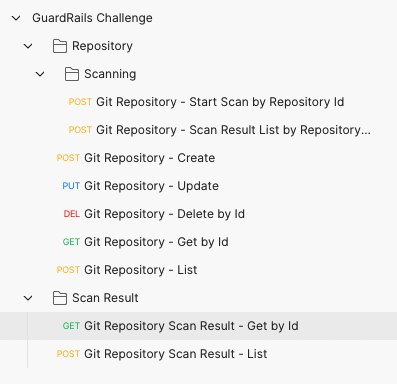 GuardRails Challenge
Repository
Scanning
POST Git Repository - Start Scan by Repository Id
POST Git Repository - Scan Result List by Repository...
POST Git Repository - Create
PUT Git Repository - Update
DEL Git Repository - Delete by Id
GET Git Repository - Get by Id
POST Git Repository - List
Scan Result
GET Git Repository Scan Result - Get by Id
POST Git Repository Scan Result - List